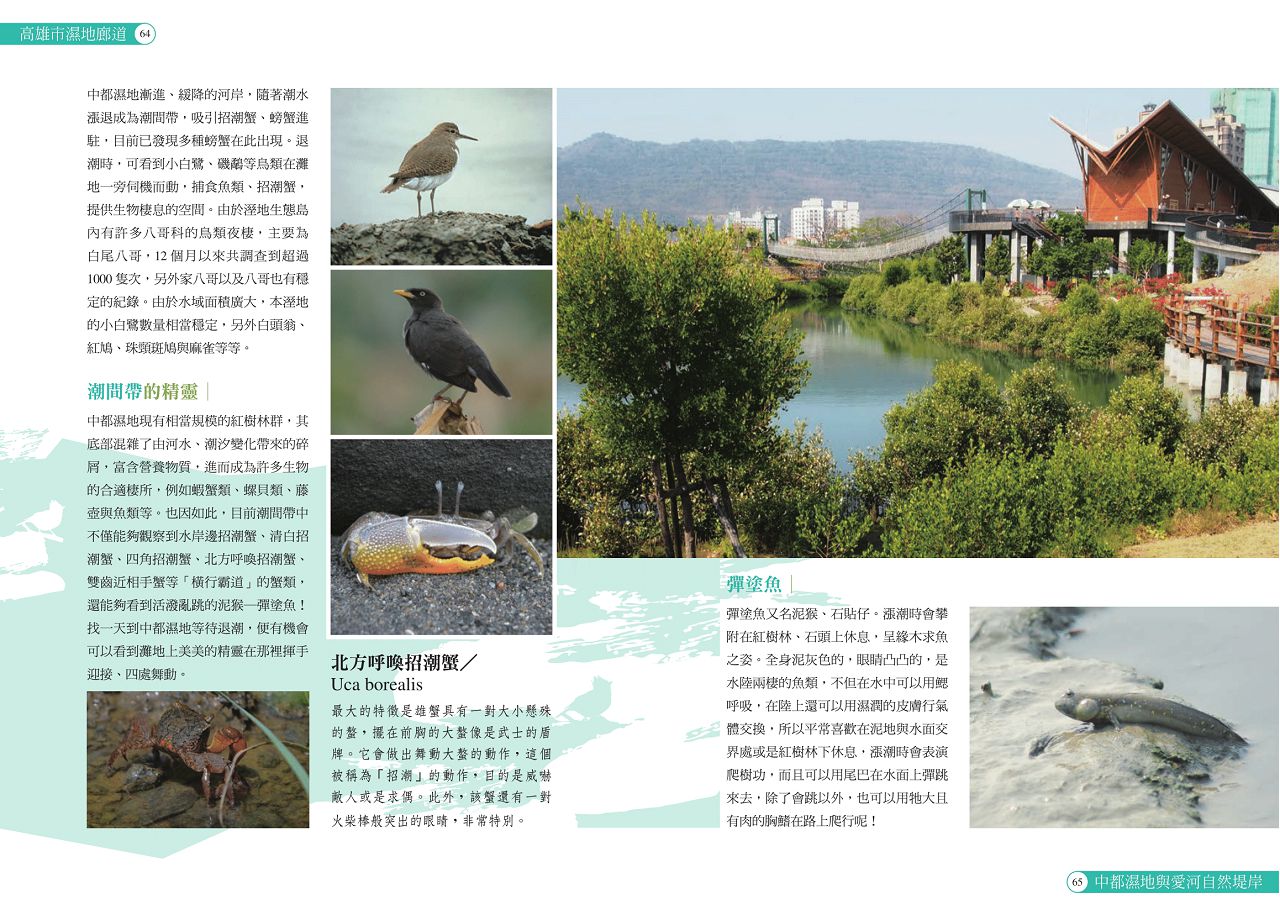 高雄市濕地廊道 64
中都濕地漸進、緩降的河岸，隨著潮水
漲退成為潮間帶，吸引招潮蟹、螃蟹進
駐，目前已發現多種螃蟹在此出現。退
潮時，可看到小白鷺、磯鷸等鳥類在灘
地一旁伺機而動，捕食魚類、招潮蟹，
提供生物棲息的空間。由於溼地生態島
內有許多八哥科的鳥類夜棲，主要為
白尾八哥，12 個月以來共調查到超過
1000 隻次，另外家八哥以及八哥也有穩
定的紀錄。由於水域面積廣大，本溼地
的小白鷺數量相當穩定，另外白頭翁、
紅鳩、珠頸斑鳩與麻雀等等。
潮間帶的精靈
中都濕地現有相當規模的紅樹林群，其
底部混雜了由河水、潮汐變化帶來的碎
屑，富含營養物質，進而成為許多生物
的合適棲所，例如蝦蟹類、螺貝類、藤
壺與魚類等。也因如此，目前潮間帶中
不僅能夠觀察到水岸邊招潮蟹、清白招
潮蟹、四角招潮蟹、北方呼喚招潮蟹、
雙齒近相手蟹等「橫行霸道」的蟹類，
還能夠看到活潑亂跳的泥猴─彈塗魚！
找一天到中都濕地等待退潮，便有機會
可以看到灘地上美美的精靈在那裡揮手
迎接、四處舞動。
北方呼喚招潮蟹／
Uca borealis
最大的特徵是雄蟹具有一對大小懸殊
的螯，擺在前胸的大螯像是武士的盾
牌。它會做出舞動大螯的動作，這個
被稱為「招潮」的動作，目的是威嚇
敵人或是求偶。此外，該蟹還有一對
火柴棒般突出的眼睛，非常特別。
彈塗魚
彈塗魚又名泥猴、石貼仔。漲潮時會攀
附在紅樹林、石頭上休息，呈緣木求魚
之姿。全身泥灰色的，眼睛凸凸的，是
水陸兩棲的魚類，不但在水中可以用鰓
呼吸，在陸上還可以用濕潤的皮膚行氣
體交換，所以平常喜歡在泥地與水面交
界處或是紅樹林下休息，漲潮時會表演
爬樹功，而且可以用尾巴在水面上彈跳
來去，除了會跳以外，也可以用牠大且
有肉的胸鰭在路上爬行呢！
65 中都濕地與愛河自然堤岸